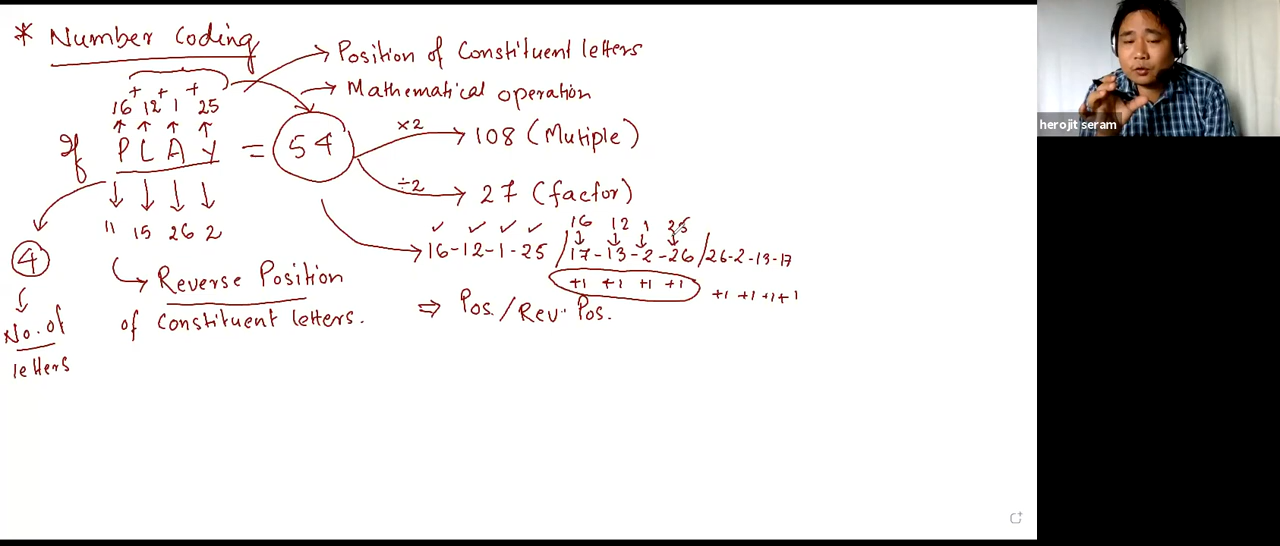 * Number Coding
Position of Constituent letters
Mathematical operation
+ + +
16 12 1 25
If PLAY = 54
×2 108 (Mutiple)
÷2 27 (factor)
11 15 26 2
16 12 1 25
16-12-1-25 / 17-13-2-26 / 26-2-13-17
+1 +1 +1 +1
+1 +1 +1 +1
4
No. of
letters
Reverse Position
of Constituent letters.
⇒ Pos./Rev. Pos.
herojit seram